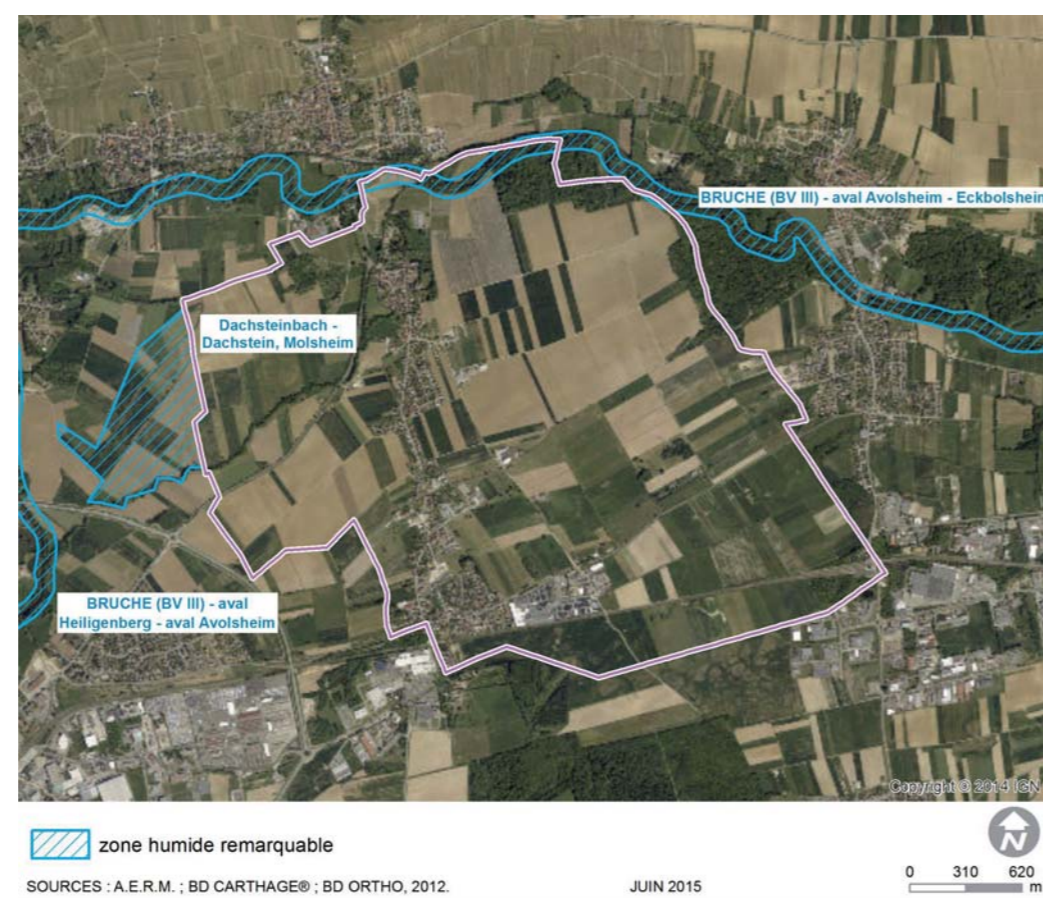 BRUCHE (BV III) - aval Avolsheim - Eckbolsheim
Dachsteinbach -
Dachstein, Molsheim
BRUCHE (BV III) - aval
Heiligenberg - aval Avolsheim
Copyright © 2014 IGN
zone humide remarquable
N
0 310 620
m
SOURCES : A.E.R.M. ; BD CARTHAGE® ; BD ORTHO, 2012.
JUIN 2015